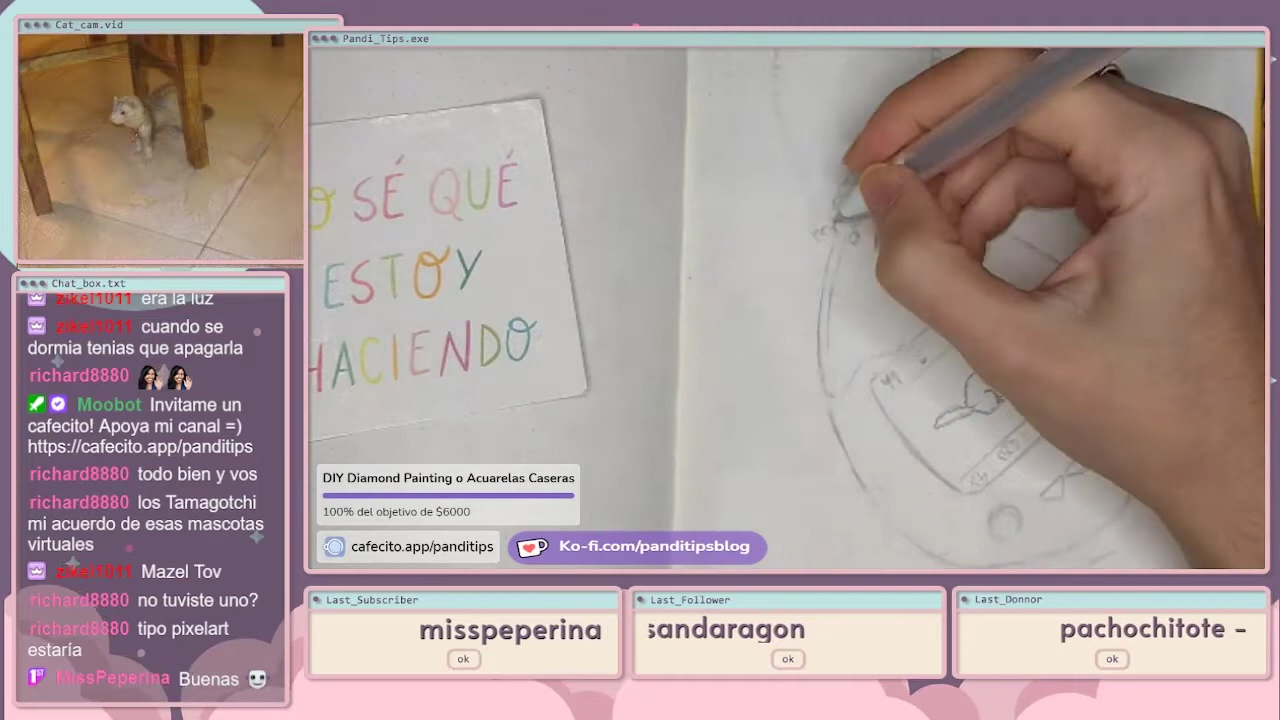 Cat_cam.vid
Pandi_Tips.exe
O SÉ QUÉ
ESTOY
HACIENDO
Chat_box.txt
zikel1011 era la luz
zikel1011 cuando se
dormia tenias que apagarla
richard8880
Moobot Invitame un
cafecito! Apoya mi canal =)
https://cafecito.app/panditips
richard8880 todo bien y vos
richard8880 los Tamagotchi
mi acuerdo de esas mascotas
virtuales
zikel1011 Mazel Tov
richard8880 no tuviste uno?
richard8880 tipo pixelart
estaría
MissPeperina Buenas
DIY Diamond Painting o Acuarelas Caseras
100% del objetivo de $6000
cafecito.app/panditips
Ko-fi.com/panditipsblog
Last_Subscriber
misspeperina
ok
Last_Follower
sandaragon
ok
Last_Donnor
pachochitote -
ok